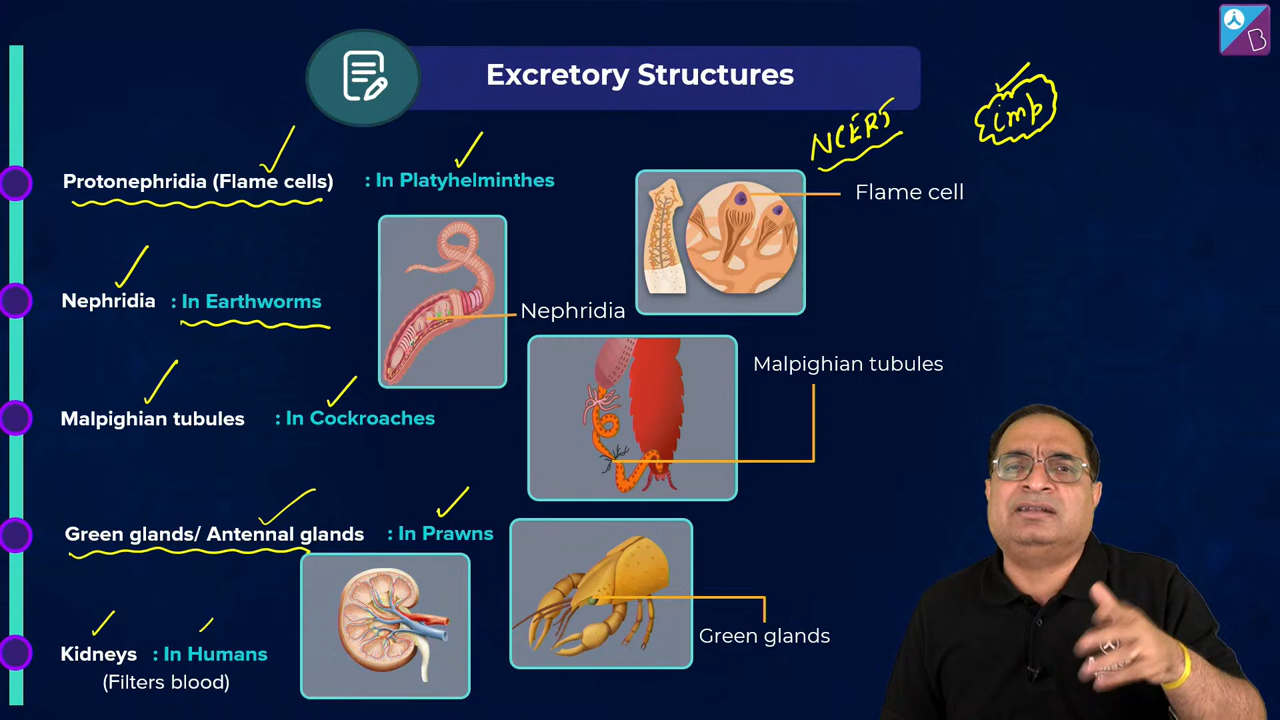 Excretory Structures
NCERT
imp
Protonephridia (Flame cells) : In Platyhelminthes
Flame cell
Nephridia : In Earthworms
Nephridia
Malpighian tubules
Malpighian tubules : In Cockroaches
Green glands/ Antennal glands : In Prawns
Green glands
Kidneys : In Humans
(Filters blood)
B